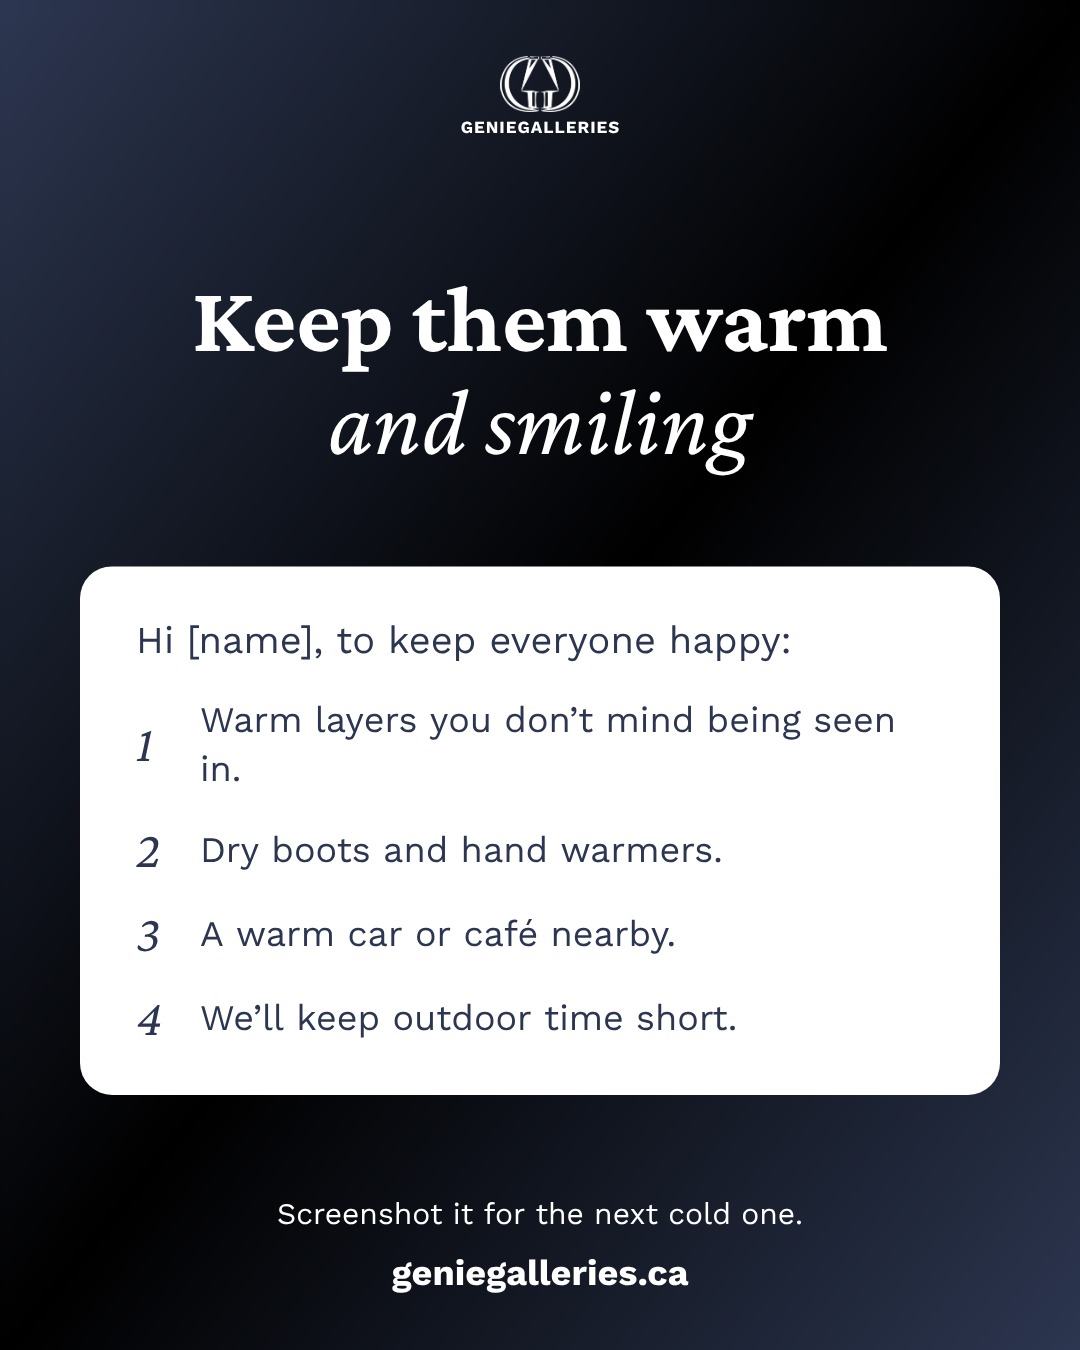 GENIEGALLERIES
Keep them warm
and smiling
Hi [name], to keep everyone happy:
1 Warm layers you don’t mind being seen
in.
2 Dry boots and hand warmers.
3 A warm car or café nearby.
4 We’ll keep outdoor time short.
Screenshot it for the next cold one.
geniegalleries.ca